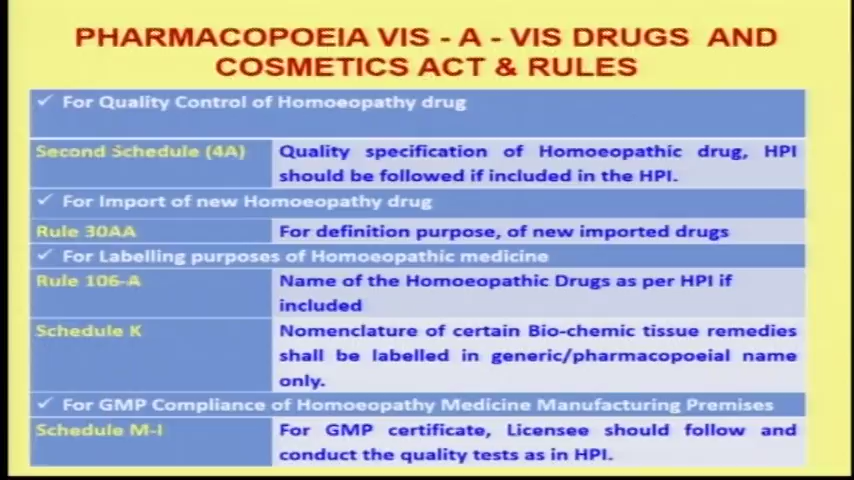 PHARMACOPOEIA VIS - A - VIS DRUGS AND
COSMETICS ACT & RULES
✓ For Quality Control of Homoeopathy drug
Second Schedule (4A)
Quality specification of Homoeopathic drug, HPI
should be followed if included in the HPI.
✓ For Import of new Homoeopathy drug
Rule 30AA
For definition purpose, of new imported drugs
✓ For Labelling purposes of Homoeopathic medicine
Rule 106-A
Name of the Homoeopathic Drugs as per HPI if
included
Schedule K
Nomenclature of certain Bio-chemic tissue remedies
shall be labelled in generic/pharmacopoeial name
only.
✓ For GMP Compliance of Homoeopathy Medicine Manufacturing Premises
Schedule M-I
For GMP certificate, Licensee should follow and
conduct the quality tests as in HPI.